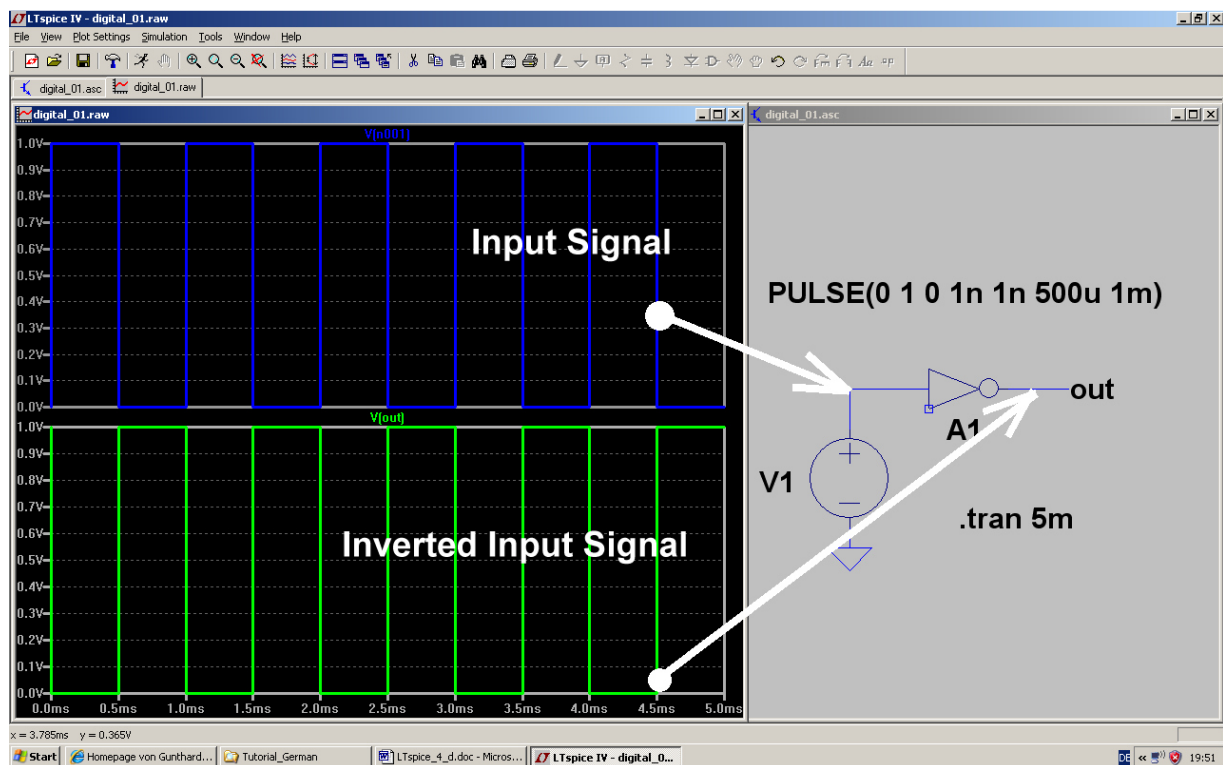 LTspice IV - digital_01.raw
File View Plot Settings Simulation Tools Window Help
digital_01.asc digital_01.raw
digital_01.raw
digital_01.asc
V(n001)
1.0V
0.9V
0.8V
0.7V
0.6V
0.5V
0.4V
0.3V
0.2V
0.1V
0.0V
Input Signal
V(out)
1.0V
0.9V
0.8V
0.7V
0.6V
0.5V
0.4V
0.3V
0.2V
0.1V
0.0V
Inverted Input Signal
0.0ms 0.5ms 1.0ms 1.5ms 2.0ms 2.5ms 3.0ms 3.5ms 4.0ms 4.5ms 5.0ms
PULSE(0 1 0 1n 1n 500u 1m)
out
A1
V1
.tran 5m
x = 3.785ms y = 0.365V
Start Homepage von Gunthard... Tutorial_German LTspice_4_d.doc - Micros... LTspice IV - digital_0... DE « 19:51